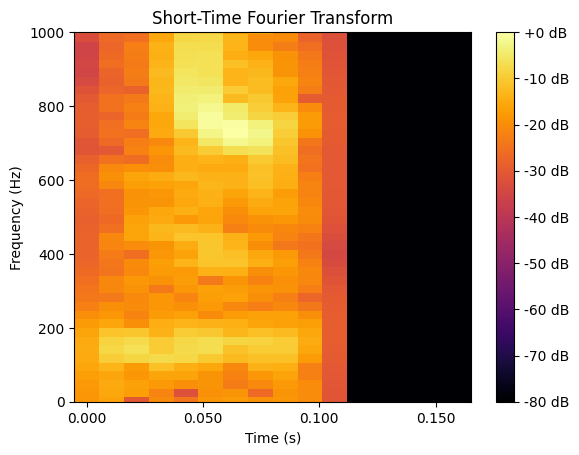 Short-Time Fourier Transform
1000
800
600
400
200
0
Frequency (Hz)
0.000
0.050
0.100
0.150
Time (s)
+0 dB
-10 dB
-20 dB
-30 dB
-40 dB
-50 dB
-60 dB
-70 dB
-80 dB